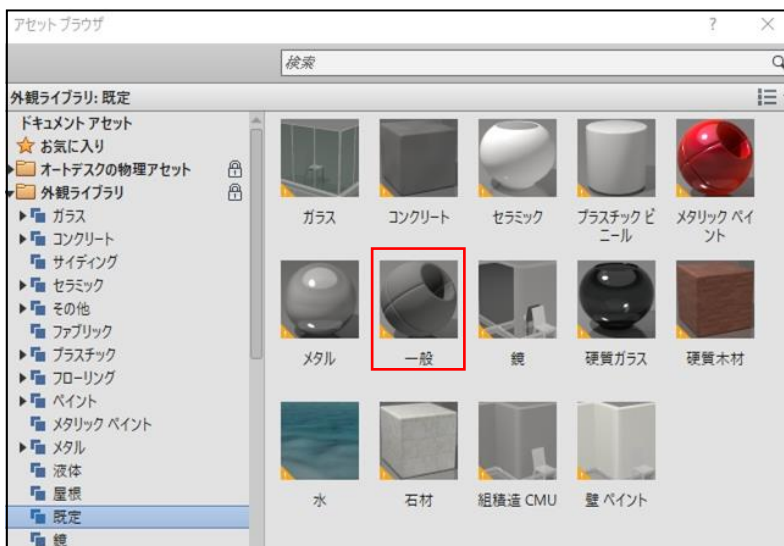 アセット ブラウザ
?
検索
外観ライブラリ: 既定
ドキュメント アセット
お気に入り
オートデスクの物理アセット
外観ライブラリ
ガラス
コンクリート
サイディング
セラミック
その他
ファブリック
プラスチック
フローリング
ペイント
メタリック ペイント
メタル
液体
屋根
既定
鏡
ガラス
コンクリート
セラミック
プラスチック ビ
ニール
メタリック ペイ
ント
メタル
一般
鏡
硬質ガラス
硬質木材
水
石材
組積造 CMU
壁 ペイント